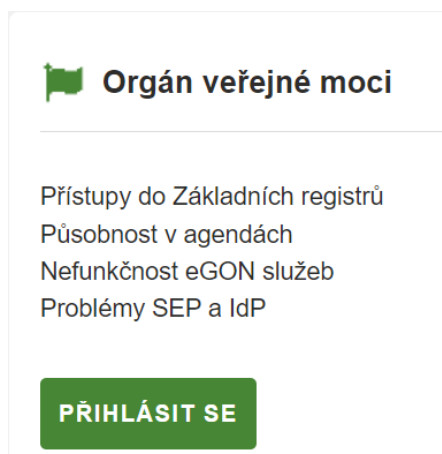 Orgán veřejné moci
Přístupy do Základních registrů
Působnost v agendách
Nefunkčnost eGON služeb
Problémy SEP a IdP
PŘIHLÁSIT SE